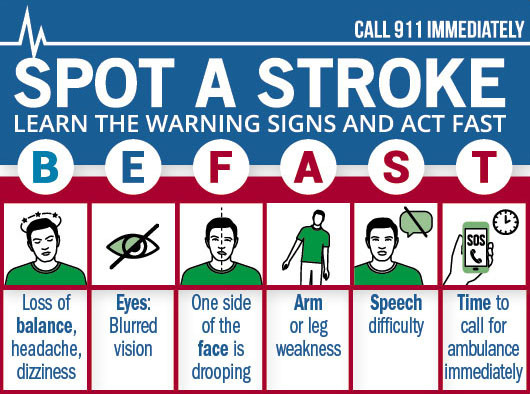 CALL 911 IMMEDIATELY
SPOT A STROKE
LEARN THE WARNING SIGNS AND ACT FAST
B E F A S T
SOS
Loss of
balance,
headache,
dizziness
Eyes:
Blurred
vision
One side
of the
face is
drooping
Arm
or leg
weakness
Speech
difficulty
Time to
call for
ambulance
immediately